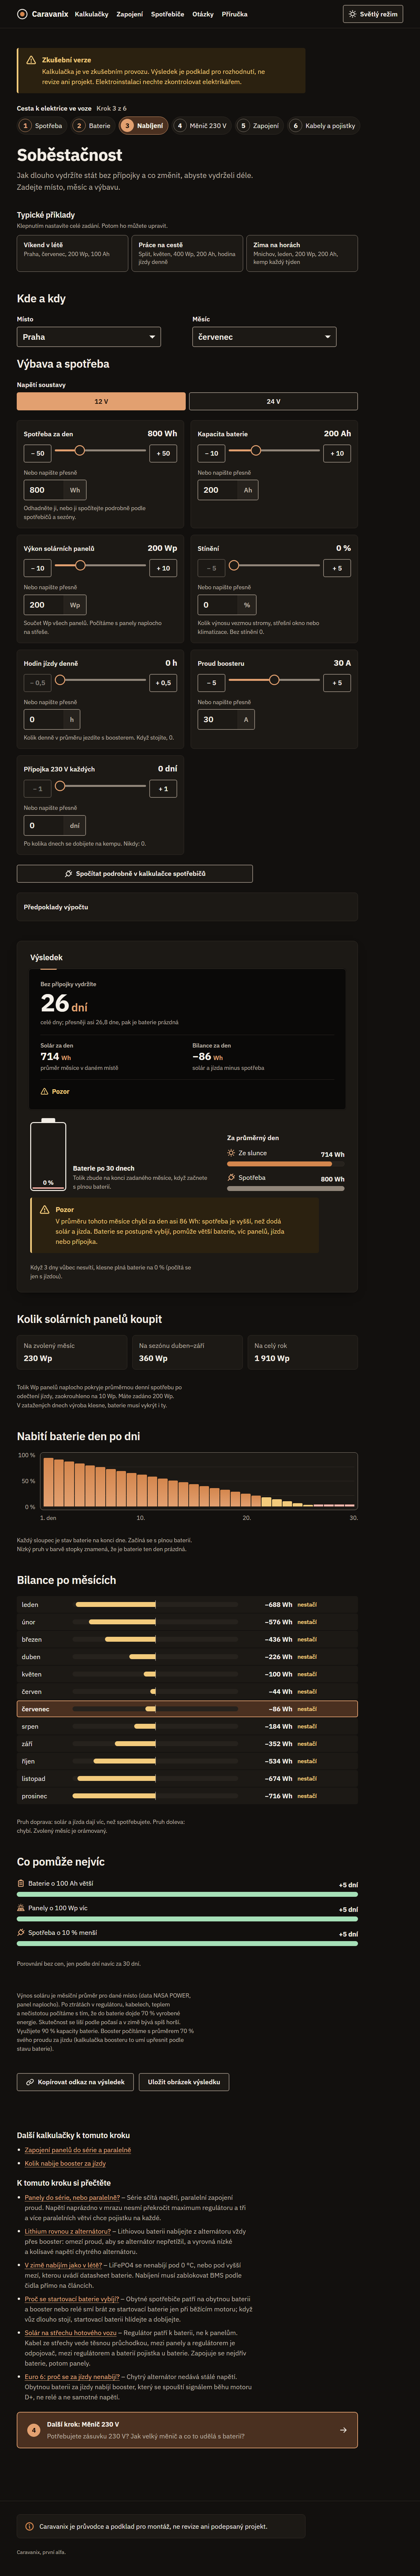 Caravanix Kalkulačky Zapojení Spotřebiče Otázky Příručka Světlý režim
Zkušební verze
Kalkulačka je ve zkušebním provozu. Výsledek je podklad pro rozhodnutí, ne
revize ani projekt. Elektroinstalaci nechte zkontrolovat elektrikářem.
Cesta k elektrice ve voze Krok 3 z 6
1 Spotřeba 2 Baterie 3 Nabíjení 4 Měnič 230 V 5 Zapojení 6 Kabely a pojistky
Soběstačnost
Jak dlouho vydržíte stát bez přípojky a co změnit, abyste vydrželi déle.
Zadejte místo, měsíc a výbavu.
Typické příklady
Klepnutím nastavíte celé zadání. Potom ho můžete upravit.
Víkend v létě
Praha, červenec, 200 Wp, 100 Ah
Práce na cestě
Split, květen, 400 Wp, 200 Ah, hodina
jízdy denně
Zima na horách
Mnichov, leden, 200 Wp, 200 Ah,
kemp každý týden
Kde a kdy
Místo
Praha
Měsíc
červenec
Výbava a spotřeba
Napětí soustavy
12 V
24 V
Spotřeba za den 800 Wh
− 50 + 50
Nebo napište přesně
800 Wh
Odhadněte ji, nebo ji spočítejte podrobně podle
spotřebičů a sezóny.
Kapacita baterie 200 Ah
− 10 + 10
Nebo napište přesně
200 Ah
Výkon solárních panelů 200 Wp
− 10 + 10
Nebo napište přesně
200 Wp
Součet Wp všech panelů. Počítáme s panely naplocho
na střeše.
Stínění 0 %
− 5 + 5
Nebo napište přesně
0 %
Kolik výnosu vezmou stromy, střešní okno nebo
klimatizace. Bez stínění 0.
Hodin jízdy denně 0 h
− 0,5 + 0,5
Nebo napište přesně
0 h
Kolik denně v průměru jezdíte s boosterem. Když stojíte, 0.
Proud boosteru 30 A
− 5 + 5
Nebo napište přesně
30 A
Přípojka 230 V každých 0 dní
− 1 + 1
Nebo napište přesně
0 dní
Po kolika dnech se dobijete na kempu. Nikdy: 0.
Spočítat podrobně v kalkulačce spotřebičů
Předpoklady výpočtu
Výsledek
Bez přípojky vydržíte
26 dní
celé dny; přesněji asi 26,8 dne, pak je baterie prázdná
Solár za den
714 Wh
průměr měsíce v daném místě
Bilance za den
−86 Wh
solár a jízda minus spotřeba
Pozor
0 %
Baterie po 30 dnech
Tolik zbude na konci zadaného měsíce, když začnete
s plnou baterií.
Za průměrný den
Ze slunce 714 Wh
Spotřeba 800 Wh
Pozor
V průměru tohoto měsíce chybí za den asi 86 Wh: spotřeba je vyšší, než dodá
solár a jízda. Baterie se postupně vybíjí, pomůže větší baterie, víc panelů, jízda
nebo přípojka.
Když 3 dny vůbec nesvítí, klesne plná baterie na 0 % (počítá se
jen s jízdou).
Kolik solárních panelů koupit
Na zvolený měsíc
230 Wp
Na sezónu duben–září
360 Wp
Na celý rok
1 910 Wp
Tolik Wp panelů naplocho pokryje průměrnou denní spotřebu po
odečtení jízdy, zaokrouhleno na 10 Wp. Máte zadáno 200 Wp.
V zatažených dnech výroba klesne, baterie musí vykrýt i ty.
Nabití baterie den po dni
100 %
50 %
0 %
1. den 10. 20. 30.
Každý sloupec je stav baterie na konci dne. Začíná se s plnou baterií.
Nízký pruh v barvě stopky znamená, že je baterie ten den prázdná.
Bilance po měsících
leden −688 Wh nestačí
únor −576 Wh nestačí
březen −436 Wh nestačí
duben −226 Wh nestačí
květen −100 Wh nestačí
červen −44 Wh nestačí
červenec −86 Wh nestačí
srpen −184 Wh nestačí
září −352 Wh nestačí
říjen −534 Wh nestačí
listopad −674 Wh nestačí
prosinec −716 Wh nestačí
Pruh doprava: solár a jízda dají víc, než spotřebujete. Pruh doleva:
chybí. Zvolený měsíc je orámovaný.
Co pomůže nejvíc
Baterie o 100 Ah větší +5 dní
Panely o 100 Wp víc +5 dní
Spotřeba o 10 % menší +5 dní
Porovnání bez cen, jen podle dní navíc za 30 dní.
Výnos soláru je měsíční průměr pro dané místo (data NASA POWER,
panel naplocho). Po ztrátách v regulátoru, kabelech, teplem
a nečistotou počítáme s tím, že do baterie dojde 70 % vyrobené
energie. Skutečnost se liší podle počasí a v zimě bývá spíš horší.
Využijete 90 % kapacity baterie. Booster počítáme s průměrem 70 %
svého proudu za jízdu (kalkulačka boosteru to umí upřesnit podle
stavu baterie).
Kopírovat odkaz na výsledek Uložit obrázek výsledku
Další kalkulačky k tomuto kroku
Zapojení panelů do série a paralelně
Kolik nabije booster za jízdy
K tomuto kroku si přečtěte
Panely do série, nebo paralelně? – Série sčítá napětí, paralelní zapojení
proud. Napětí naprázdno v mrazu nesmí překročit maximum regulátoru a tři
a více paralelních větví chce pojistku na každé.
Lithium rovnou z alternátoru? – Lithiovou baterii nabíjejte z alternátoru vždy
přes booster: omezí proud, aby se alternátor nepřetížil, a vyrovná nízké
a kolísavé napětí chytrého alternátoru.
V zimě nabíjím jako v létě? – LiFePO4 se nenabíjí pod 0 °C, nebo pod vyšší
mezí, kterou uvádí datasheet baterie. Nabíjení musí zablokovat BMS podle
čidla přímo na článcích.
Proč se startovací baterie vybíjí? – Obytné spotřebiče patří na obytnou baterii
a booster nebo relé smí brát ze startovací baterie jen při běžícím motoru; když
vůz dlouho stojí, startovací baterii hlídejte a dobíjejte.
Solár na střechu hotového vozu – Regulátor patří k baterii, ne k panelům.
Kabel ze střechy vede těsnou průchodkou, mezi panely a regulátorem je
odpojovač, mezi regulátorem a baterií pojistka u baterie. Zapojuje se nejdřív
baterie, potom panely.
Euro 6: proč se za jízdy nenabíjí? – Chytrý alternátor nedává stálé napětí.
Obytnou baterii za jízdy nabíjí booster, který se spouští signálem běhu motoru
D+, ne relé a ne samotné napětí.
4 Další krok: Měnič 230 V
Potřebujete zásuvku 230 V? Jak velký měnič a co to udělá s baterií?
Caravanix je průvodce a podklad pro montáž, ne revize ani podepsaný projekt.
Caravanix, první alfa.